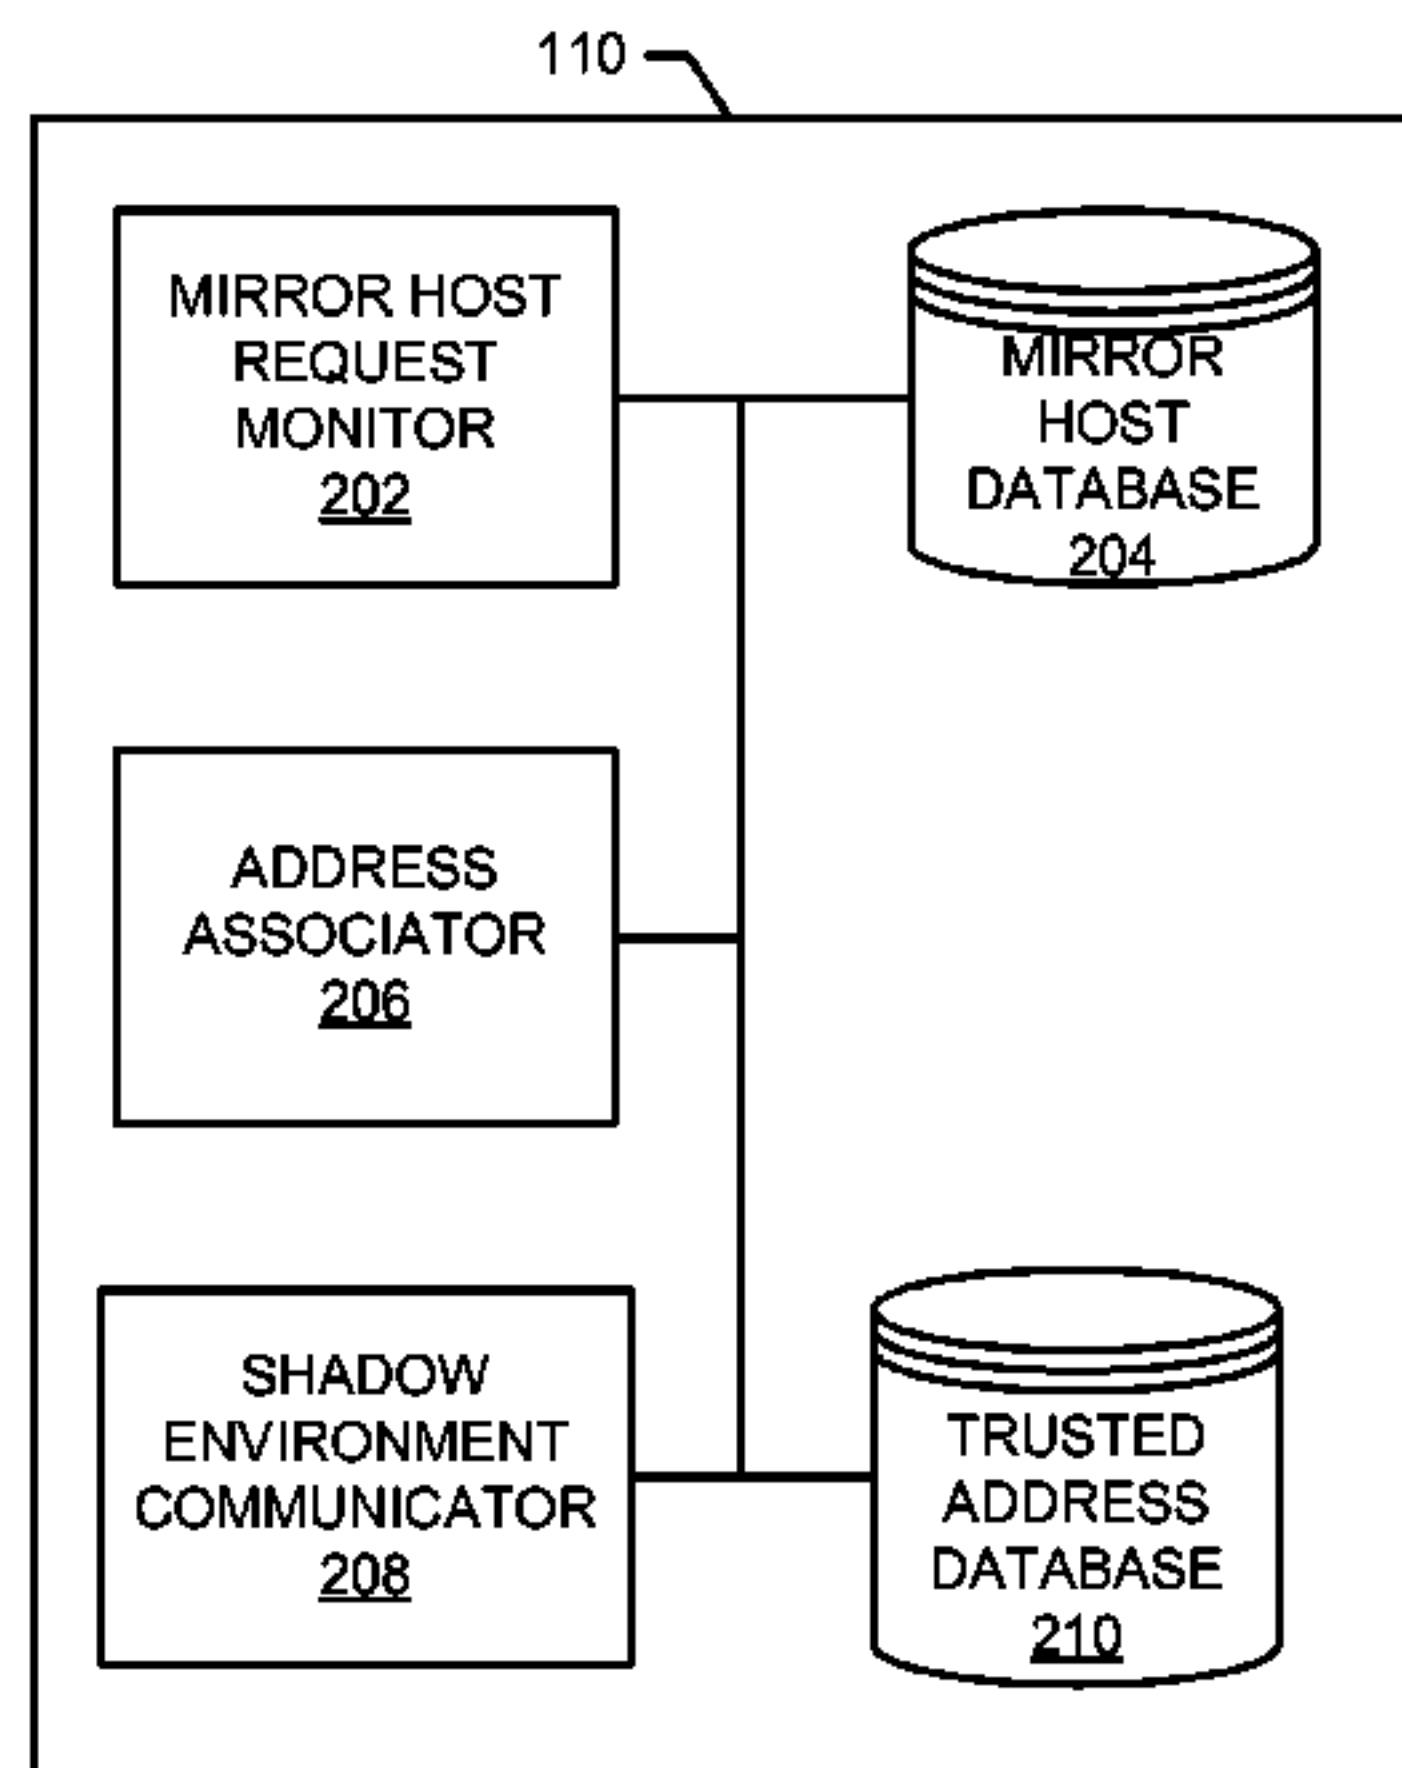 110
MIRROR HOST
REQUEST
MONITOR
202
MIRROR
HOST
DATABASE
204
ADDRESS
ASSOCIATOR
206
SHADOW
ENVIRONMENT
COMMUNICATOR
208
TRUSTED
ADDRESS
DATABASE
210